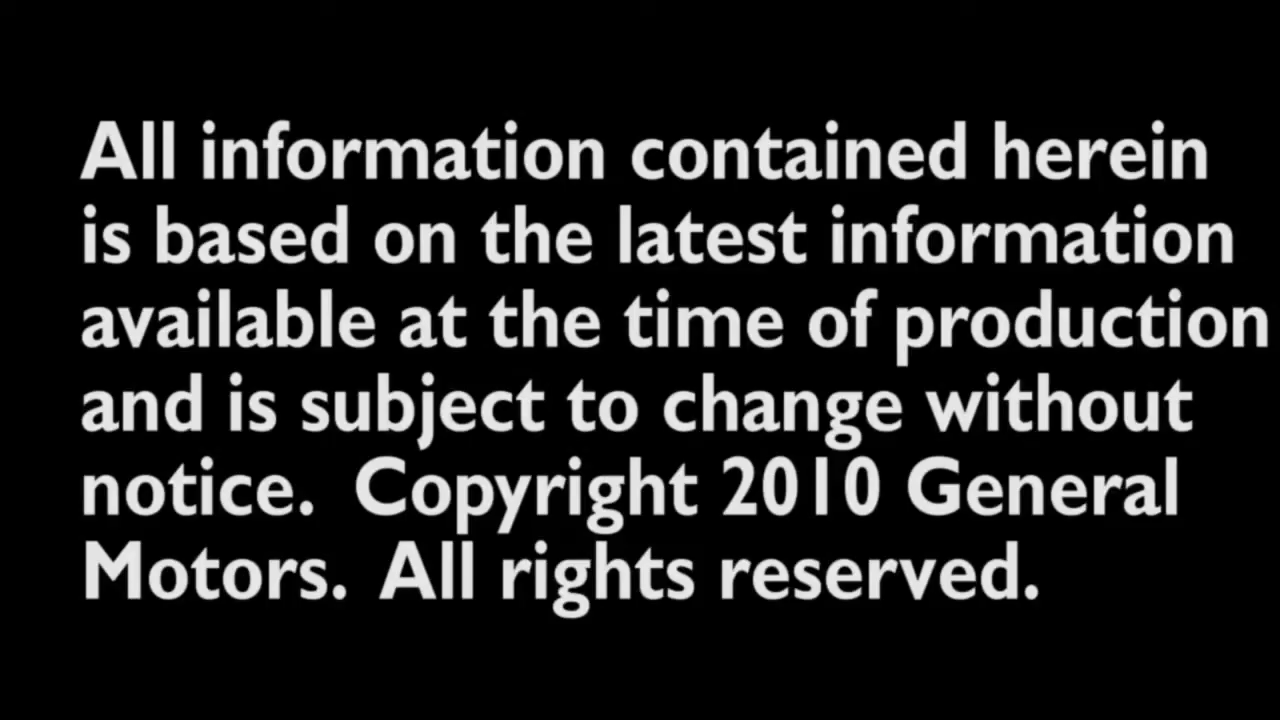 All information contained herein
is based on the latest information
available at the time of production
and is subject to change without
notice.  Copyright 2010 General
Motors.  All rights reserved.